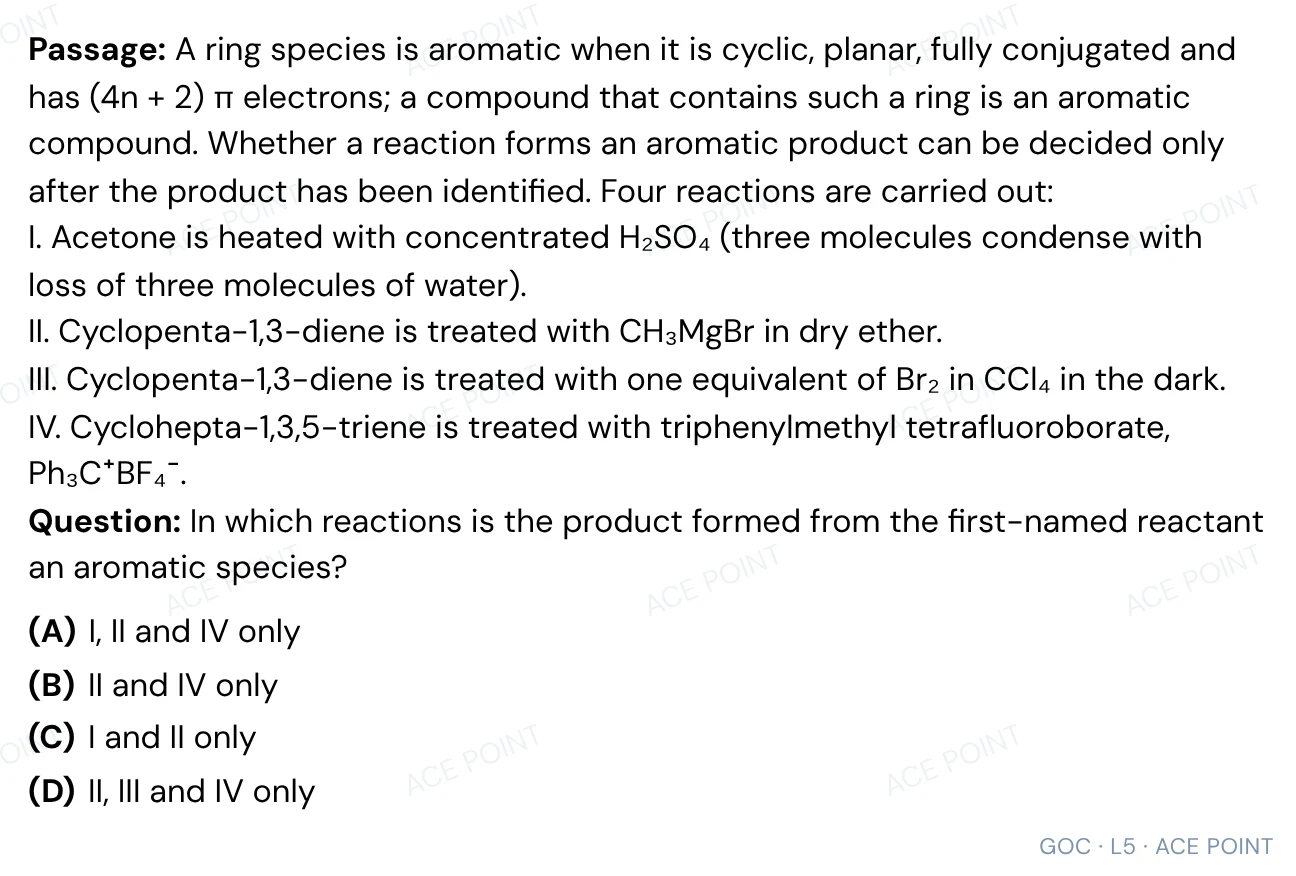 Passage: A ring species is aromatic when it is cyclic, planar, fully conjugated and
has (4n + 2) π electrons; a compound that contains such a ring is an aromatic
compound. Whether a reaction forms an aromatic product can be decided only
after the product has been identified. Four reactions are carried out:
I. Acetone is heated with concentrated H₂SO₄ (three molecules condense with
loss of three molecules of water).
II. Cyclopenta-1,3-diene is treated with CH₃MgBr in dry ether.
III. Cyclopenta-1,3-diene is treated with one equivalent of Br₂ in CCl₄ in the dark.
IV. Cyclohepta-1,3,5-triene is treated with triphenylmethyl tetrafluoroborate,
Ph₃C⁺BF₄⁻.
Question: In which reactions is the product formed from the first-named reactant
an aromatic species?
(A) I, II and IV only
(B) II and IV only
(C) I and II only
(D) II, III and IV only
GOC · L5 · ACE POINT